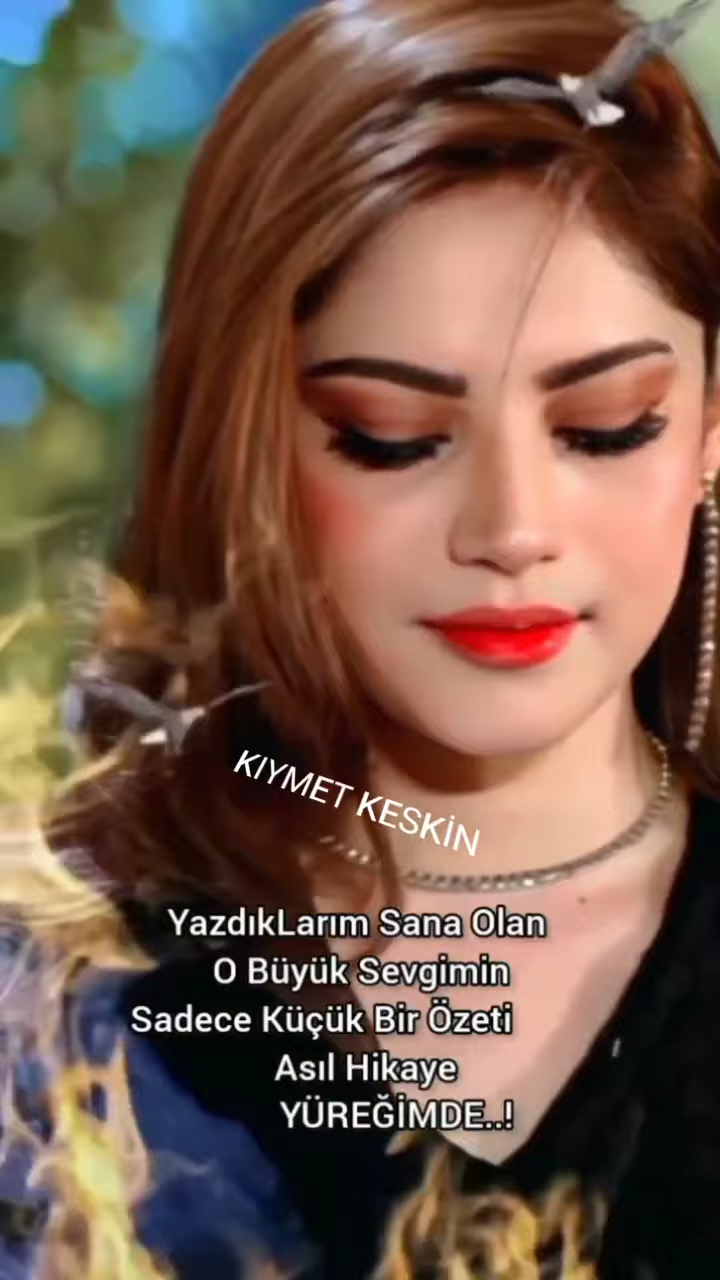 KIYMET KESKİN
YazdıkLarım Sana Olan
O Büyük Sevgimin
Sadece Küçük Bir Özeti
Asıl Hikaye
YÜREĞİMDE..!